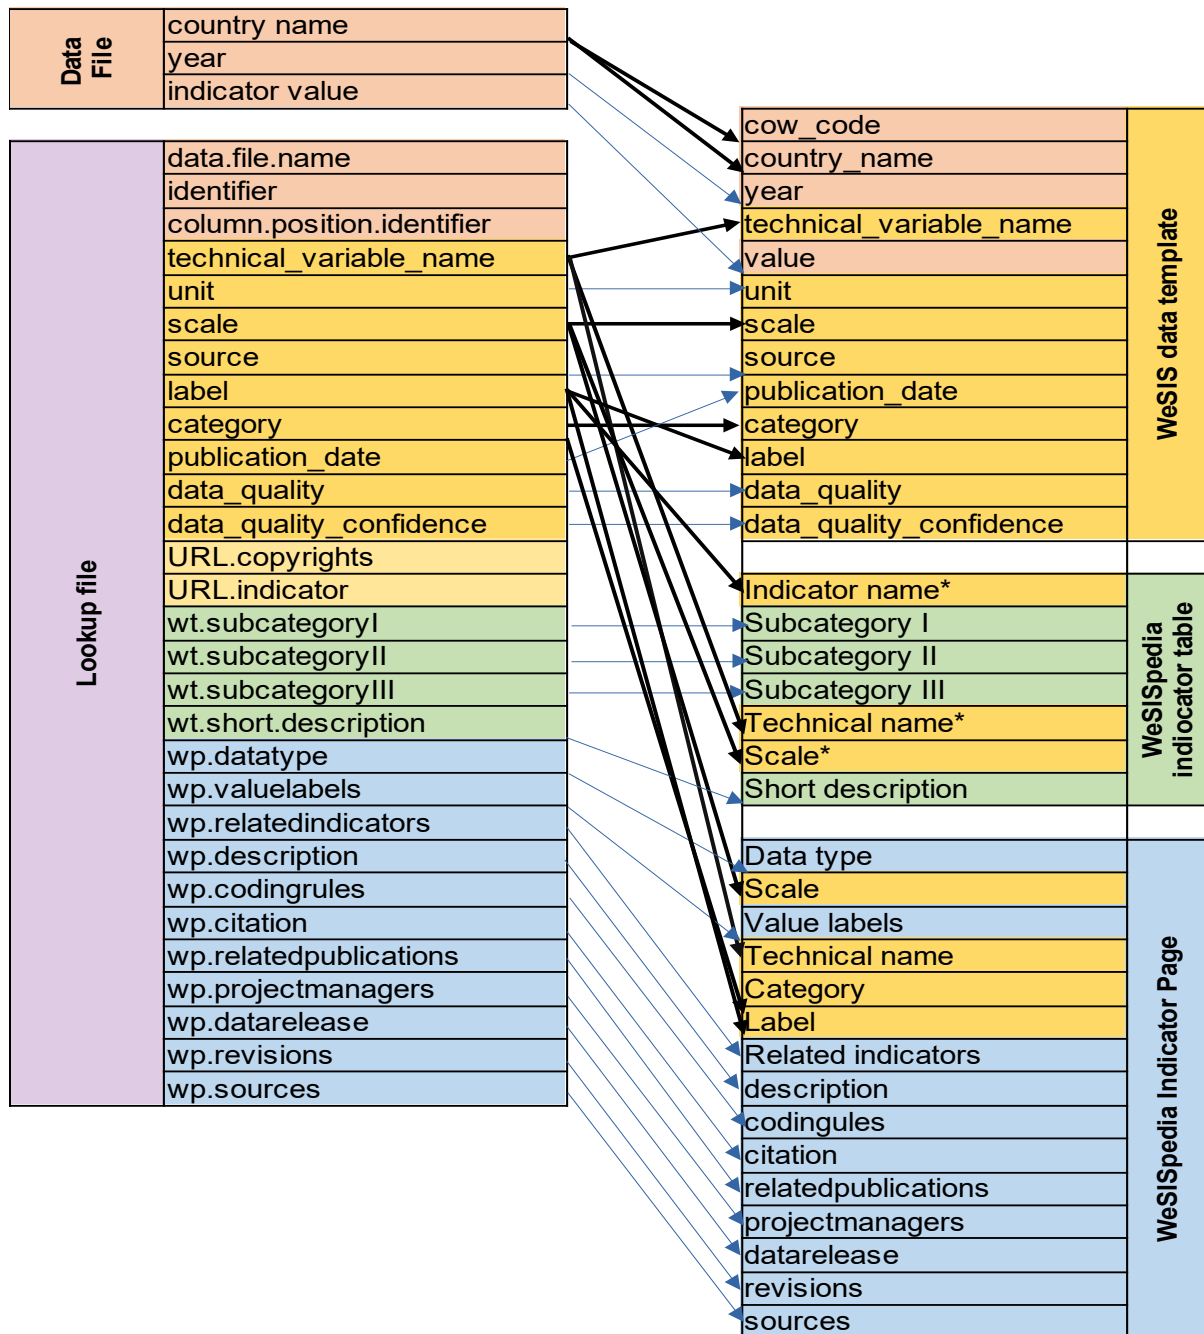 Data
File
country name
year
indicator value
Lookup file
data.file.name
identifier
column.position.identifier
technical_variable_name
unit
scale
source
label
category
publication_date
data_quality
data_quality_confidence
URL.copyrights
URL.indicator
wt.subcategoryI
wt.subcategoryII
wt.subcategoryIII
wt.short.description
wp.datatype
wp.valuelabels
wp.relatedindicators
wp.description
wp.codingrules
wp.citation
wp.relatedpublications
wp.projectmanagers
wp.datarelease
wp.revisions
wp.sources
cow_code
country_name
year
technical_variable_name
value
unit
scale
source
publication_date
category
label
data_quality
data_quality_confidence
WeSIS data template
Indicator name*
Subcategory I
Subcategory II
Subcategory III
Technical name*
Scale*
Short description
WeSISpedia
indiocator table
Data type
Scale
Value labels
Technical name
Category
Label
Related indicators
description
codingules
citation
relatedpublications
projectmanagers
datarelease
revisions
sources
WeSISpedia Indicator Page